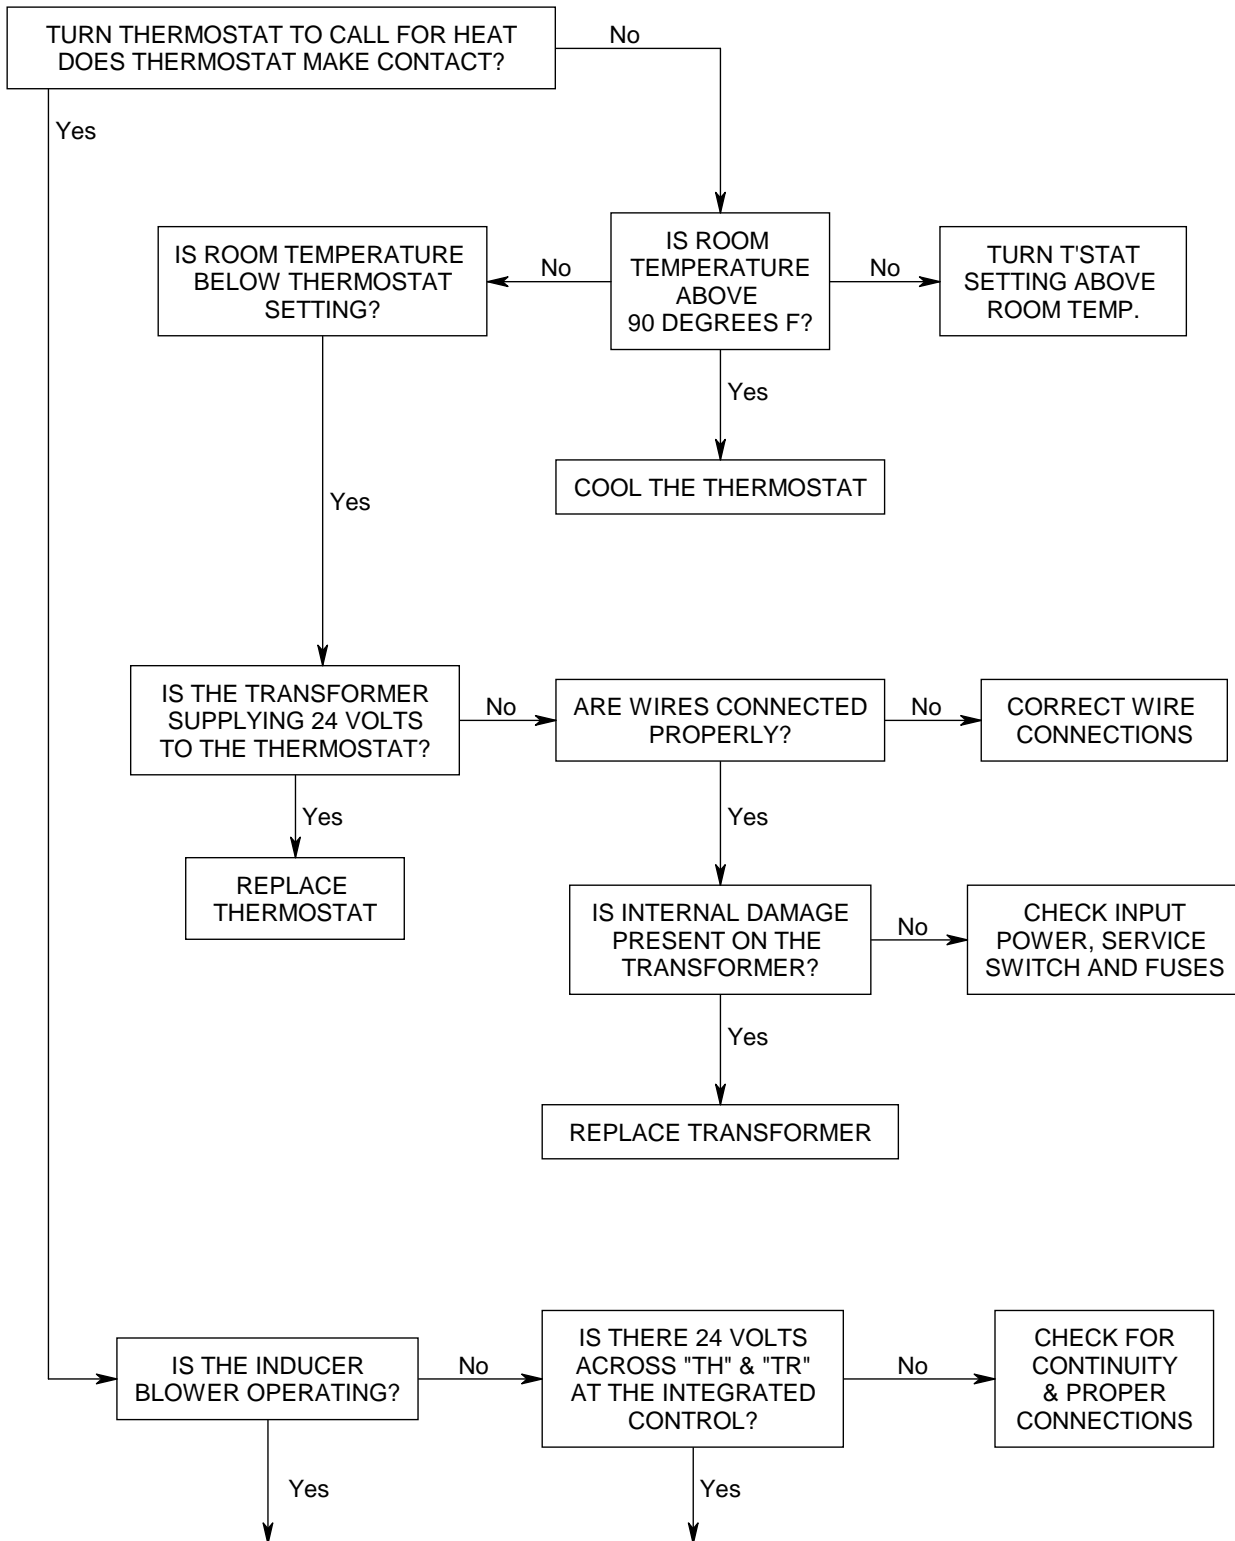 TURN THERMOSTAT TO CALL FOR HEAT
DOES THERMOSTAT MAKE CONTACT?
No
Yes
IS ROOM TEMPERATURE
BELOW THERMOSTAT
SETTING?
No
IS ROOM
TEMPERATURE
ABOVE
90 DEGREES F?
No
TURN T'STAT
SETTING ABOVE
ROOM TEMP.
Yes
COOL THE THERMOSTAT
Yes
IS THE TRANSFORMER
SUPPLYING 24 VOLTS
TO THE THERMOSTAT?
No
ARE WIRES CONNECTED
PROPERLY?
No
CORRECT WIRE
CONNECTIONS
Yes
REPLACE
THERMOSTAT
Yes
IS INTERNAL DAMAGE
PRESENT ON THE
TRANSFORMER?
No
CHECK INPUT
POWER, SERVICE
SWITCH AND FUSES
Yes
REPLACE TRANSFORMER
IS THE INDUCER
BLOWER OPERATING?
No
IS THERE 24 VOLTS
ACROSS "TH" & "TR"
AT THE INTEGRATED
CONTROL?
No
CHECK FOR
CONTINUITY
& PROPER
CONNECTIONS
Yes
Yes